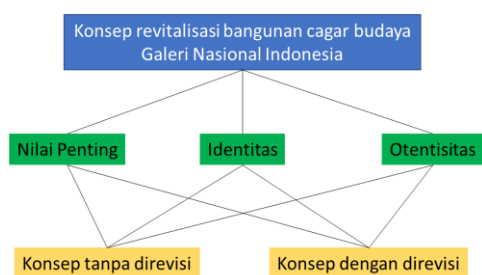 Konsep revitalisasi bangunan cagar budaya
Galeri Nasional Indonesia
Nilai Penting
Identitas
Otentisitas
Konsep tanpa direvisi
Konsep dengan direvisi